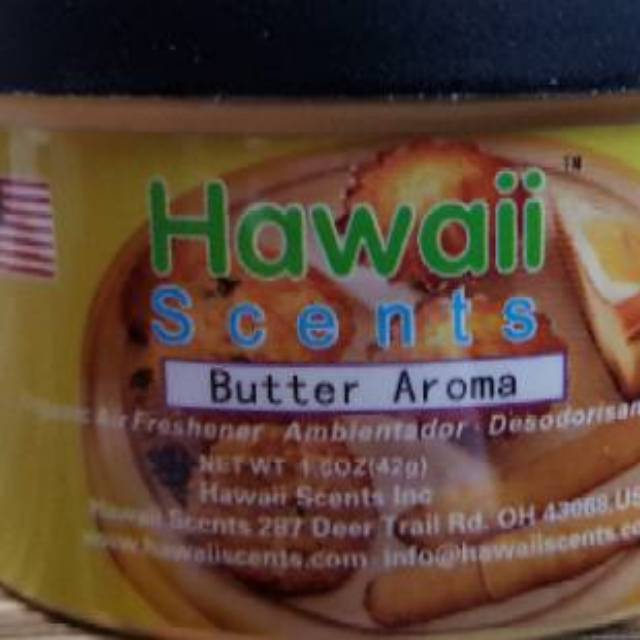 Hawaii
TM
Scents
Butter Aroma
Air Freshener Ambientador · Desodorisan
NET WT 1.5OZ(42g)
Hawaii Scents Inc
Hawaii Scents 287 Deer Trail Rd. OH 43068.US
www.hawaiiscents.com info@hawaiiscents.co